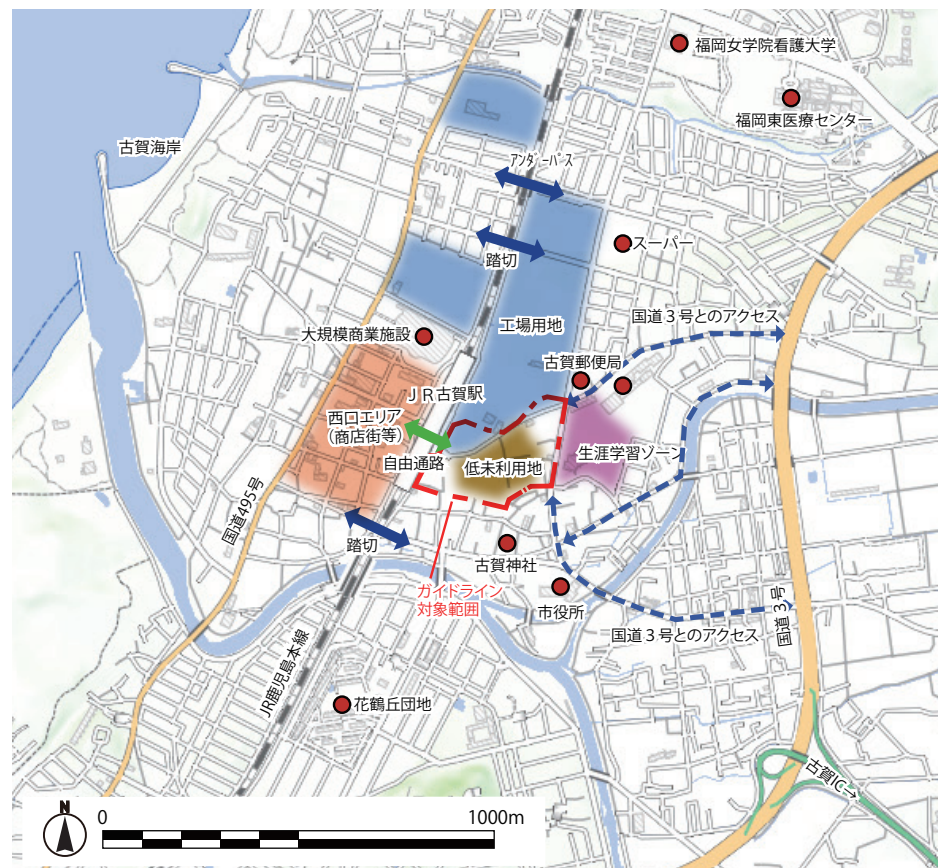 福岡女学院看護大学
福岡東医療センター
古賀海岸
アンダーパス
スーパー
踏切
国道３号とのアクセス
工場用地
大規模商業施設
古賀郵便局
ＪＲ古賀駅
西口エリア
（商店街等）
生涯学習ゾーン
自由通路
低未利用地
国道495号
踏切
古賀神社
ガイドライン
対象範囲
市役所
国道３号
国道３号とのアクセス
JR鹿児島本線
花鶴丘団地
古賀IC→
N
0
1000m